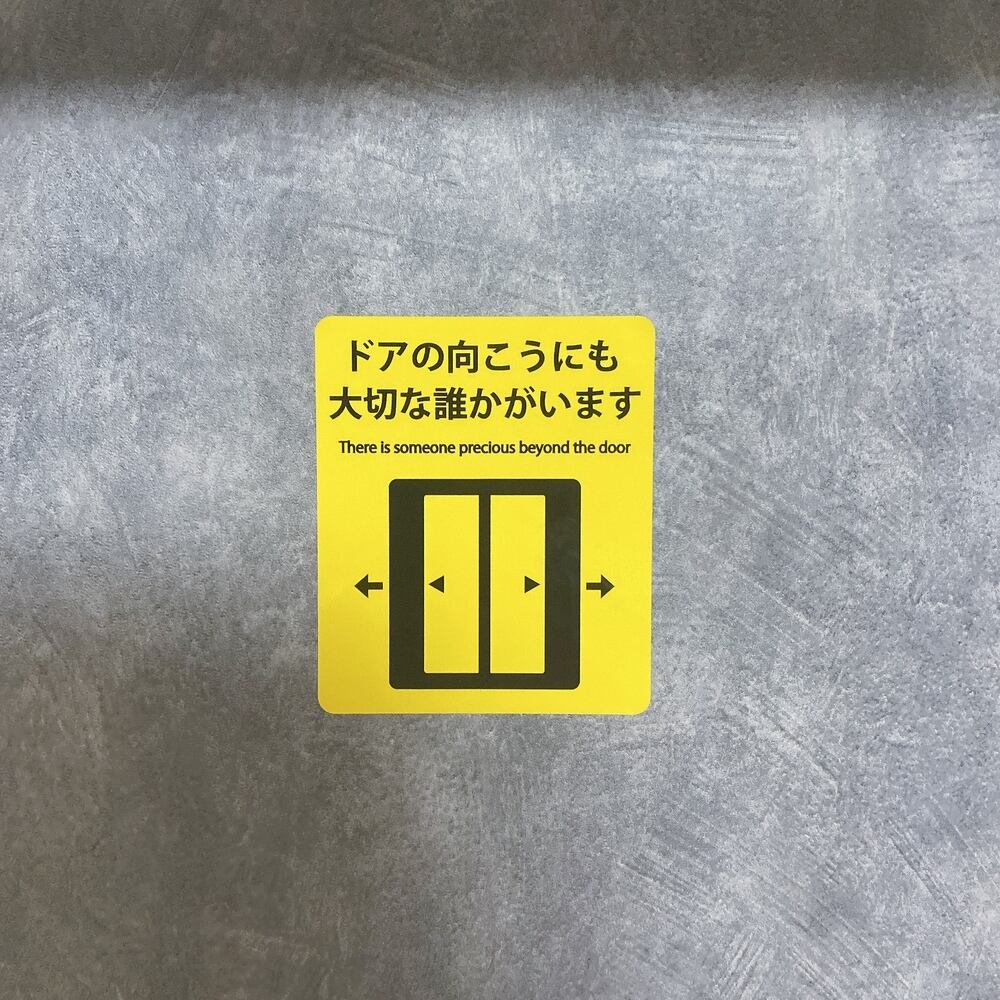 ドアの向こうにも
大切な誰かがいます
There is someone precious beyond the door